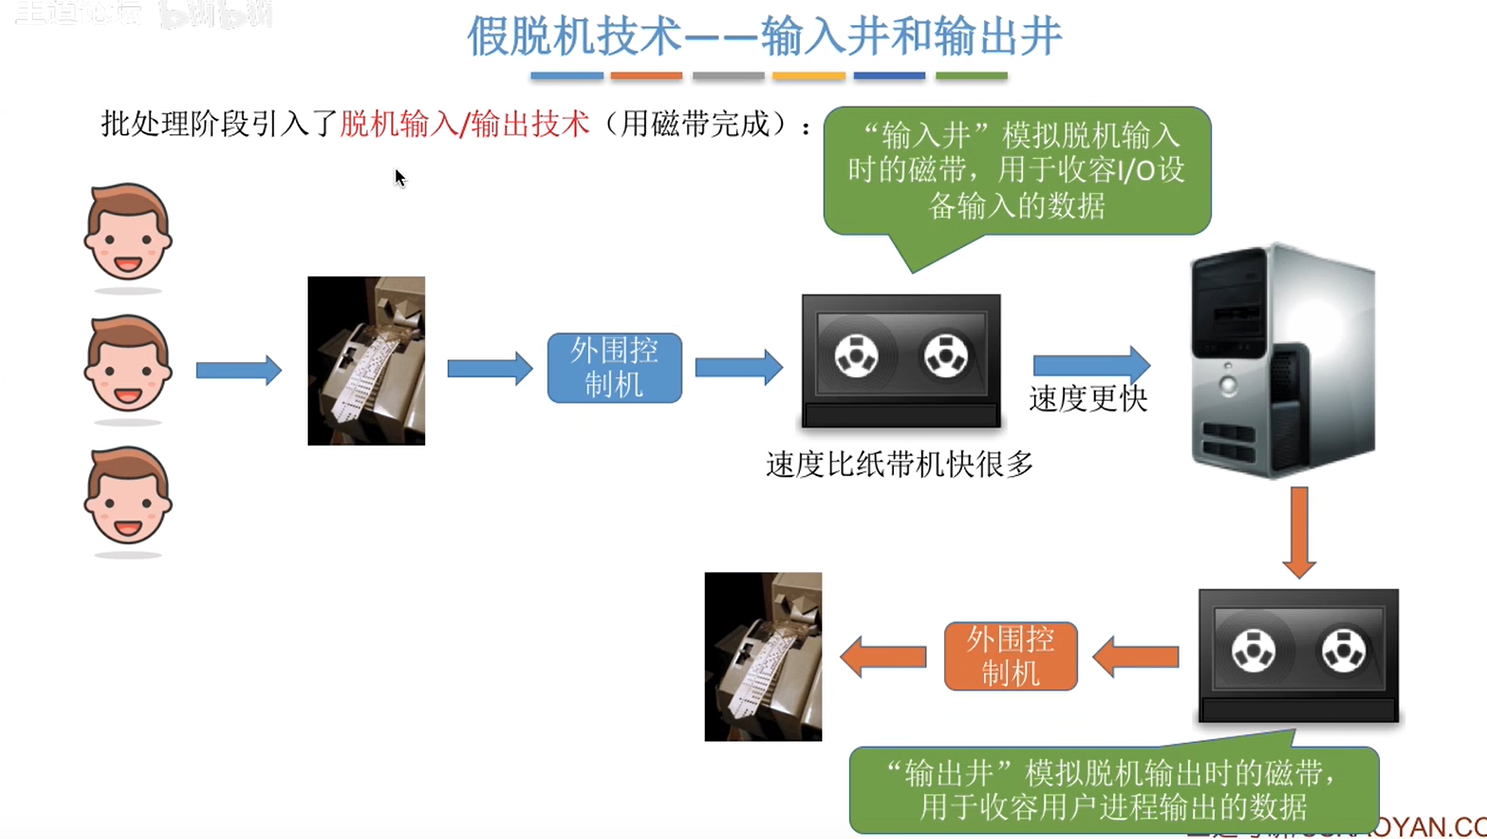 王道论坛 bilibili
假脱机技术——输入井和输出井
批处理阶段引入了脱机输入/输出技术（用磁带完成）：
“输入井”模拟脱机输入
时的磁带，用于收容I/O设
备输入的数据
外围控
制机
速度更快
速度比纸带机快很多
外围控
制机
“输出井”模拟脱机输出时的磁带，
用于收容用户进程输出的数据